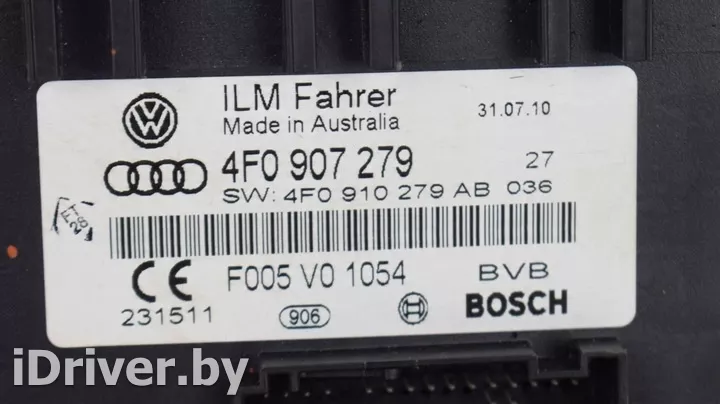 ILM Fahrer
Made in Australia
31.07.10
4F0 907 279
27
SW: 4F0 910 279 AB 036
F005 V0 1054
BVB
CE
231511
906
BOSCH
iDriver.by